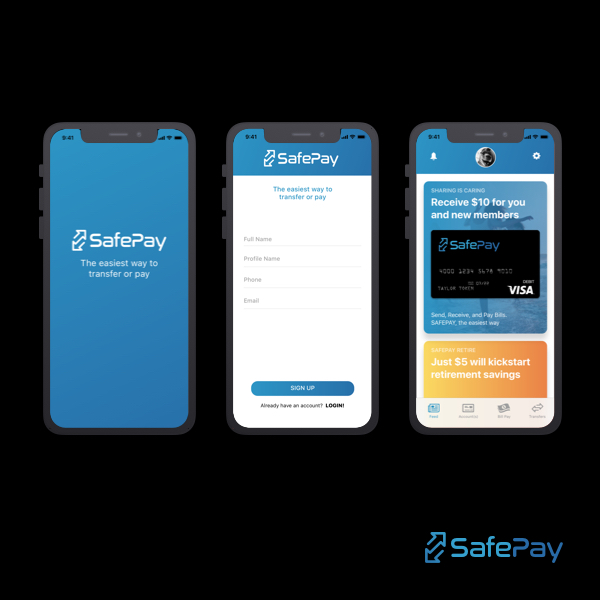 9:41
SafePay
The easiest way to
transfer or pay
9:41
SafePay
The easiest way to
transfer or pay
Full Name
Profile Name
Phone
Email
SIGN UP
Already have an account? LOGIN!
9:41
SHARING IS CARING
Receive $10 for you
and new members
SafePay
4000 1234 5678 9010
TAYLOR TOKEN
DEBIT
VISA
Send, Receive, and Pay Bills.
SAFEPAY, the easiest way
SAFEPAY RETIRE
Just $5 will kickstart
retirement savings
Feed
Account(s)
Bill Pay
Transfers
SafePay